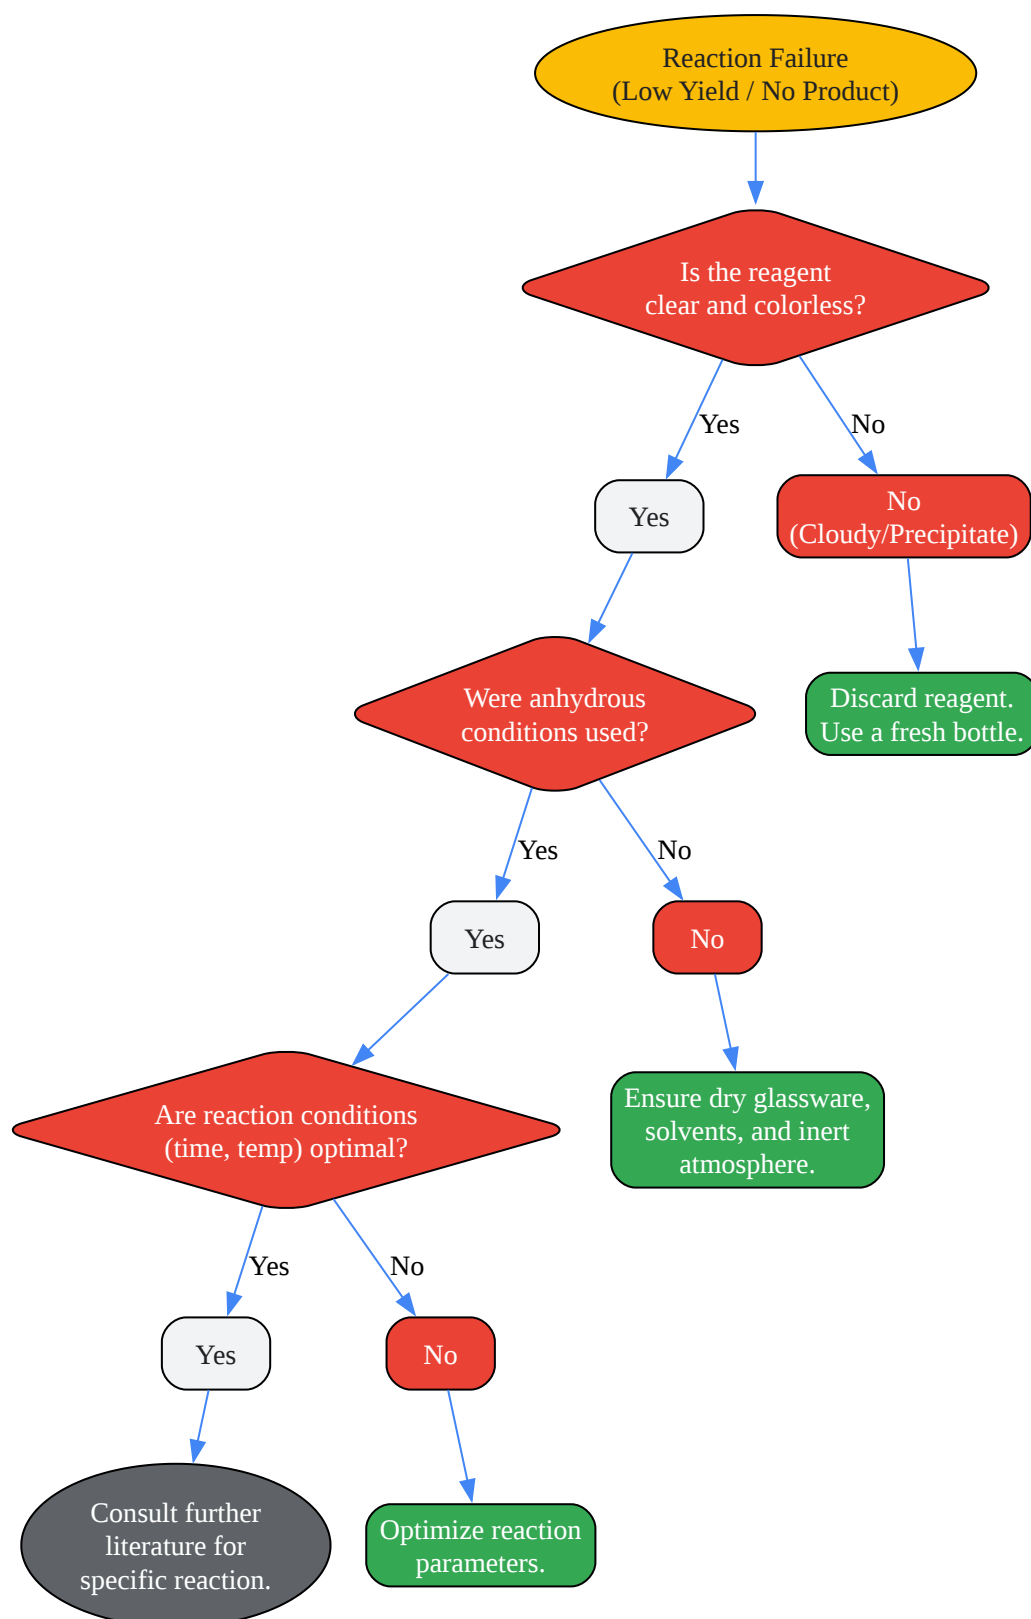 Reaction Failure
(Low Yield / No Product)
Is the reagent
clear and colorless?
Yes
No
Yes
No
(Cloudy/Precipitate)
Were anhydrous
conditions used?
Discard reagent.
Use a fresh bottle.
Yes
No
Yes
No
Are reaction conditions
(time, temp) optimal?
Ensure dry glassware,
solvents, and inert
atmosphere.
Yes
No
Yes
No
Consult further
literature for
specific reaction.
Optimize reaction
parameters.